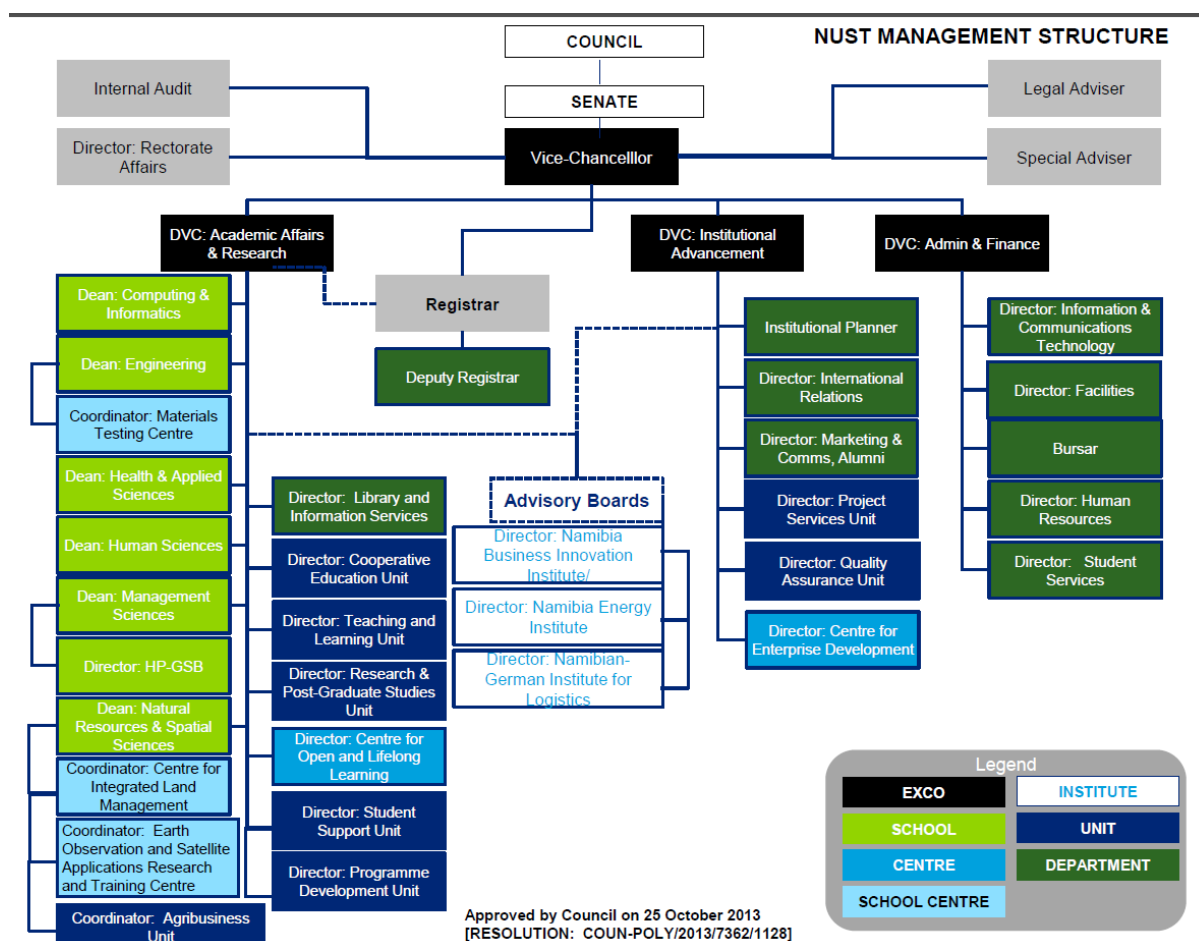 NUST MANAGEMENT STRUCTURE
COUNCIL
SENATE
Internal Audit
Legal Adviser
Director: Rectorate
Affairs
Vice-Chancelllor
Special Adviser
DVC: Academic Affairs
& Research
DVC: Institutional
Advancement
DVC: Admin & Finance
Registrar
Deputy Registrar
Dean: Computing &
Informatics
Dean: Engineering
Coordinator: Materials
Testing Centre
Dean: Health & Applied
Sciences
Dean: Human Sciences
Dean: Management
Sciences
Director: HP-GSB
Dean: Natural
Resources & Spatial
Sciences
Coordinator: Centre for
Integrated Land
Management
Coordinator: Earth
Observation and Satellite
Applications Research
and Training Centre
Coordinator: Agribusiness
Unit
Director: Library and
Information Services
Director: Cooperative
Education Unit
Director: Teaching and
Learning Unit
Director: Research &
Post-Graduate Studies
Unit
Director: Centre for
Open and Lifelong
Learning
Director: Student
Support Unit
Director: Programme
Development Unit
Advisory Boards
Director: Namibia
Business Innovation
Institute/
Director: Namibia Energy
Institute
Director: Namibian-
German Institute for
Logistics
Institutional Planner
Director: International
Relations
Director: Marketing &
Comms, Alumni
Director: Project
Services Unit
Director: Quality
Assurance Unit
Director: Centre for
Enterprise Development
Director: Information &
Communications
Technology
Director: Facilities
Bursar
Director: Human
Resources
Director: Student
Services
Legend
EXCO
INSTITUTE
SCHOOL
UNIT
CENTRE
DEPARTMENT
SCHOOL CENTRE
Approved by Council on 25 October 2013
[RESOLUTION: COUN-POLY/2013/7362/1128]